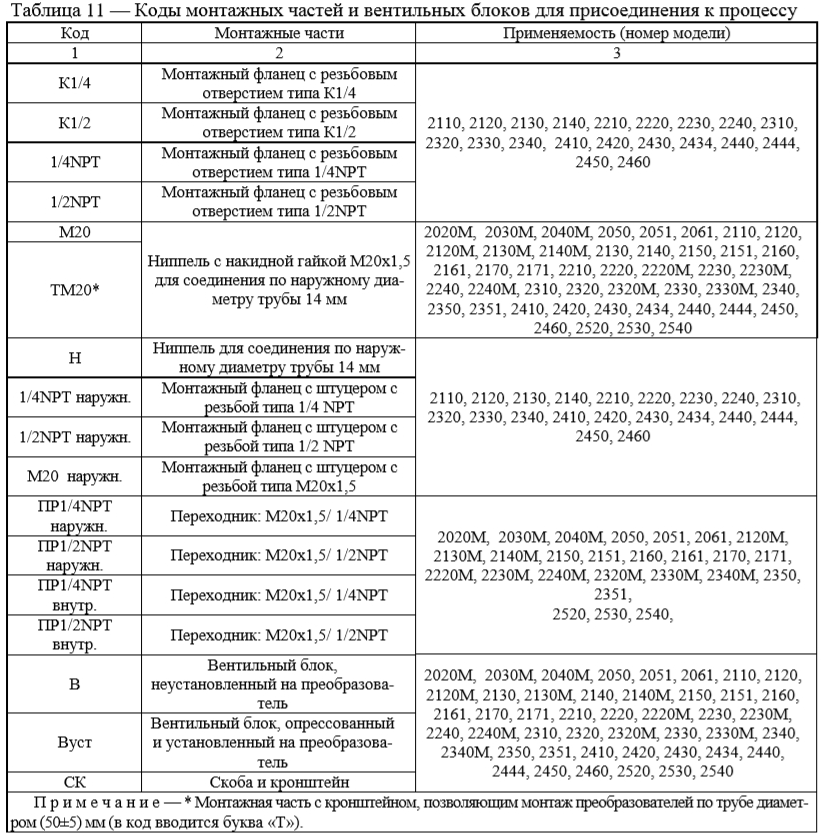 Таблица 11 — Коды монтажных частей и вентильных блоков для присоединения к процессу
Код
Монтажные части
Применяемость (номер модели)
1
2
3
К1/4
Монтажный фланец с резьбовым
отверстием типа К1/4
К1/2
Монтажный фланец с резьбовым
отверстием типа К1/2
1/4NPT
Монтажный фланец с резьбовым
отверстием типа 1/4NPT
1/2NPT
Монтажный фланец с резьбовым
отверстием типа 1/2NPT
2110, 2120, 2130, 2140, 2210, 2220, 2230, 2240, 2310,
2320, 2330, 2340, 2410, 2420, 2430, 2434, 2440, 2444,
2450, 2460
М20
ТМ20*
Ниппель с накидной гайкой М20х1,5
для соединения по наружному диа-
метру трубы 14 мм
2020М, 2030М, 2040М, 2050, 2051, 2061, 2110, 2120,
2120М, 2130М, 2140М, 2130, 2140, 2150, 2151, 2160,
2161, 2170, 2171, 2210, 2220, 2220М, 2230, 2230М,
2240, 2240М, 2310, 2320, 2320М, 2330, 2330М, 2340,
2350, 2351, 2410, 2420, 2430, 2434, 2440, 2444, 2450,
2460, 2520, 2530, 2540
Н
Ниппель для соединения по наруж-
ному диаметру трубы 14 мм
1/4NPT наружн.
Монтажный фланец с штуцером с
резьбой типа 1/4 NPT
1/2NPT наружн.
Монтажный фланец с штуцером с
резьбой типа 1/2 NPT
М20 наружн.
Монтажный фланец с штуцером с
резьбой типа М20х1,5
2110, 2120, 2130, 2140, 2210, 2220, 2230, 2240, 2310,
2320, 2330, 2340, 2410, 2420, 2430, 2434, 2440, 2444,
2450, 2460
ПР1/4NPT
наружн.
Переходник: М20х1,5/ 1/4NPT
ПР1/2NPT
наружн.
Переходник: М20х1,5/ 1/2NPT
ПР1/4NPT
внутр.
Переходник: М20х1,5/ 1/4NPT
ПР1/2NPT
внутр.
Переходник: М20х1,5/ 1/2NPT
2020М, 2030М, 2040М, 2050, 2051, 2061, 2120М,
2130М, 2140М, 2150, 2151, 2160, 2161, 2170, 2171,
2220М, 2230М, 2240М, 2320М, 2330М, 2340М, 2350,
2351,
2520, 2530, 2540,
В
Вентильный блок,
неустановленный на преобразова-
тель
Вуст
Вентильный блок, опрессованный
и установленный на преобразова-
тель
СК
Скоба и кронштейн
2020М, 2030М, 2040М, 2050, 2051, 2061, 2110, 2120,
2120М, 2130, 2130М, 2140, 2140М, 2150, 2151, 2160,
2161, 2170, 2171, 2210, 2220, 2220М, 2230, 2230М,
2240, 2240М, 2310, 2320, 2320М, 2330, 2330М, 2340,
2340М, 2350, 2351, 2410, 2420, 2430, 2434, 2440,
2444, 2450, 2460, 2520, 2530, 2540
П р и м е ч а н и е — * Монтажная часть с кронштейном, позволяющим монтаж преобразователей по трубе диамет-
ром (50±5) мм (в код вводится буква «Т»).